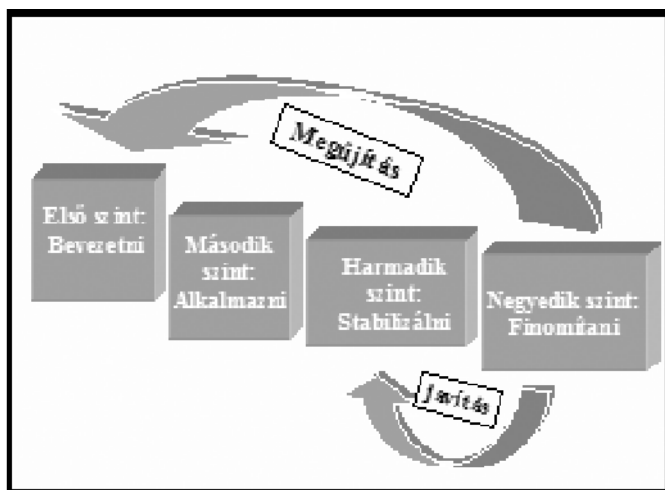 Megújítás
Első szint:
Bevezetni
Második
szint:
Alkalmazni
Harmadik
szint:
Stabilizálni
Negyedik szint:
Finomítani
Javítás